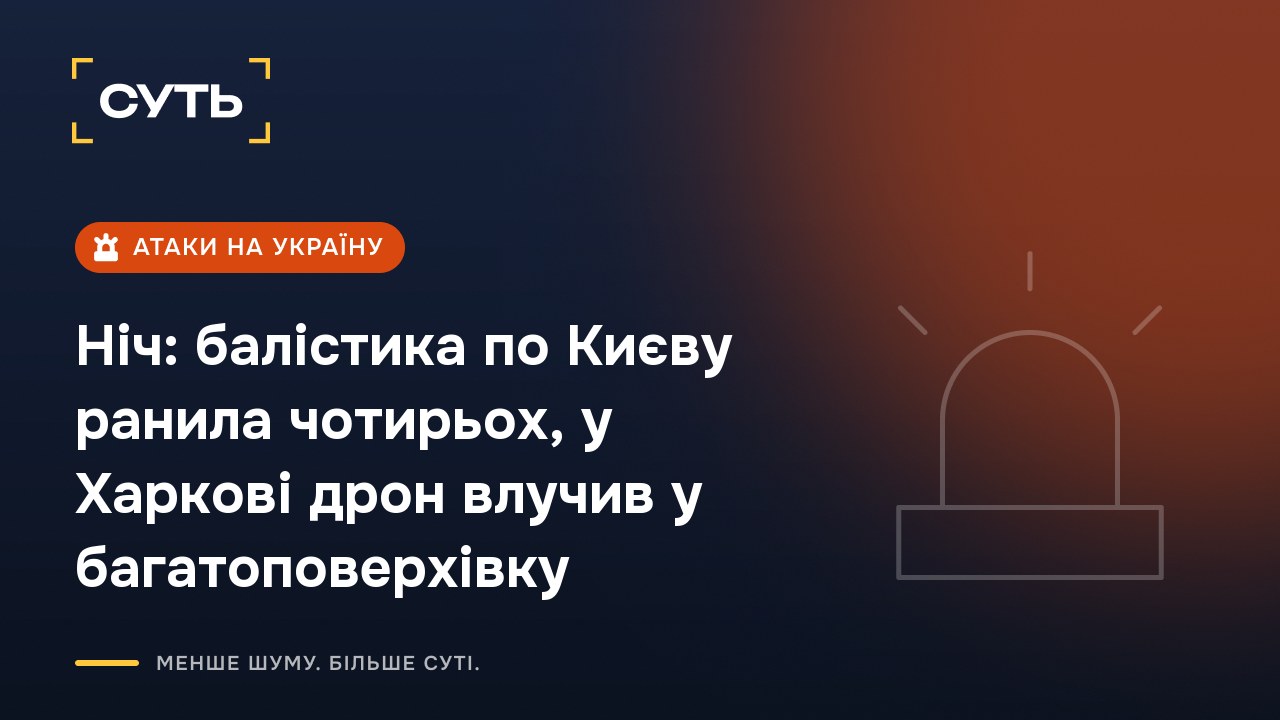 СУТЬ
АТАКИ НА УКРАЇНУ
Ніч: балістика по Києву
ранила чотирьох, у
Харкові дрон влучив у
багатоповерхівку
МЕНШЕ ШУМУ. БІЛЬШЕ СУТІ.